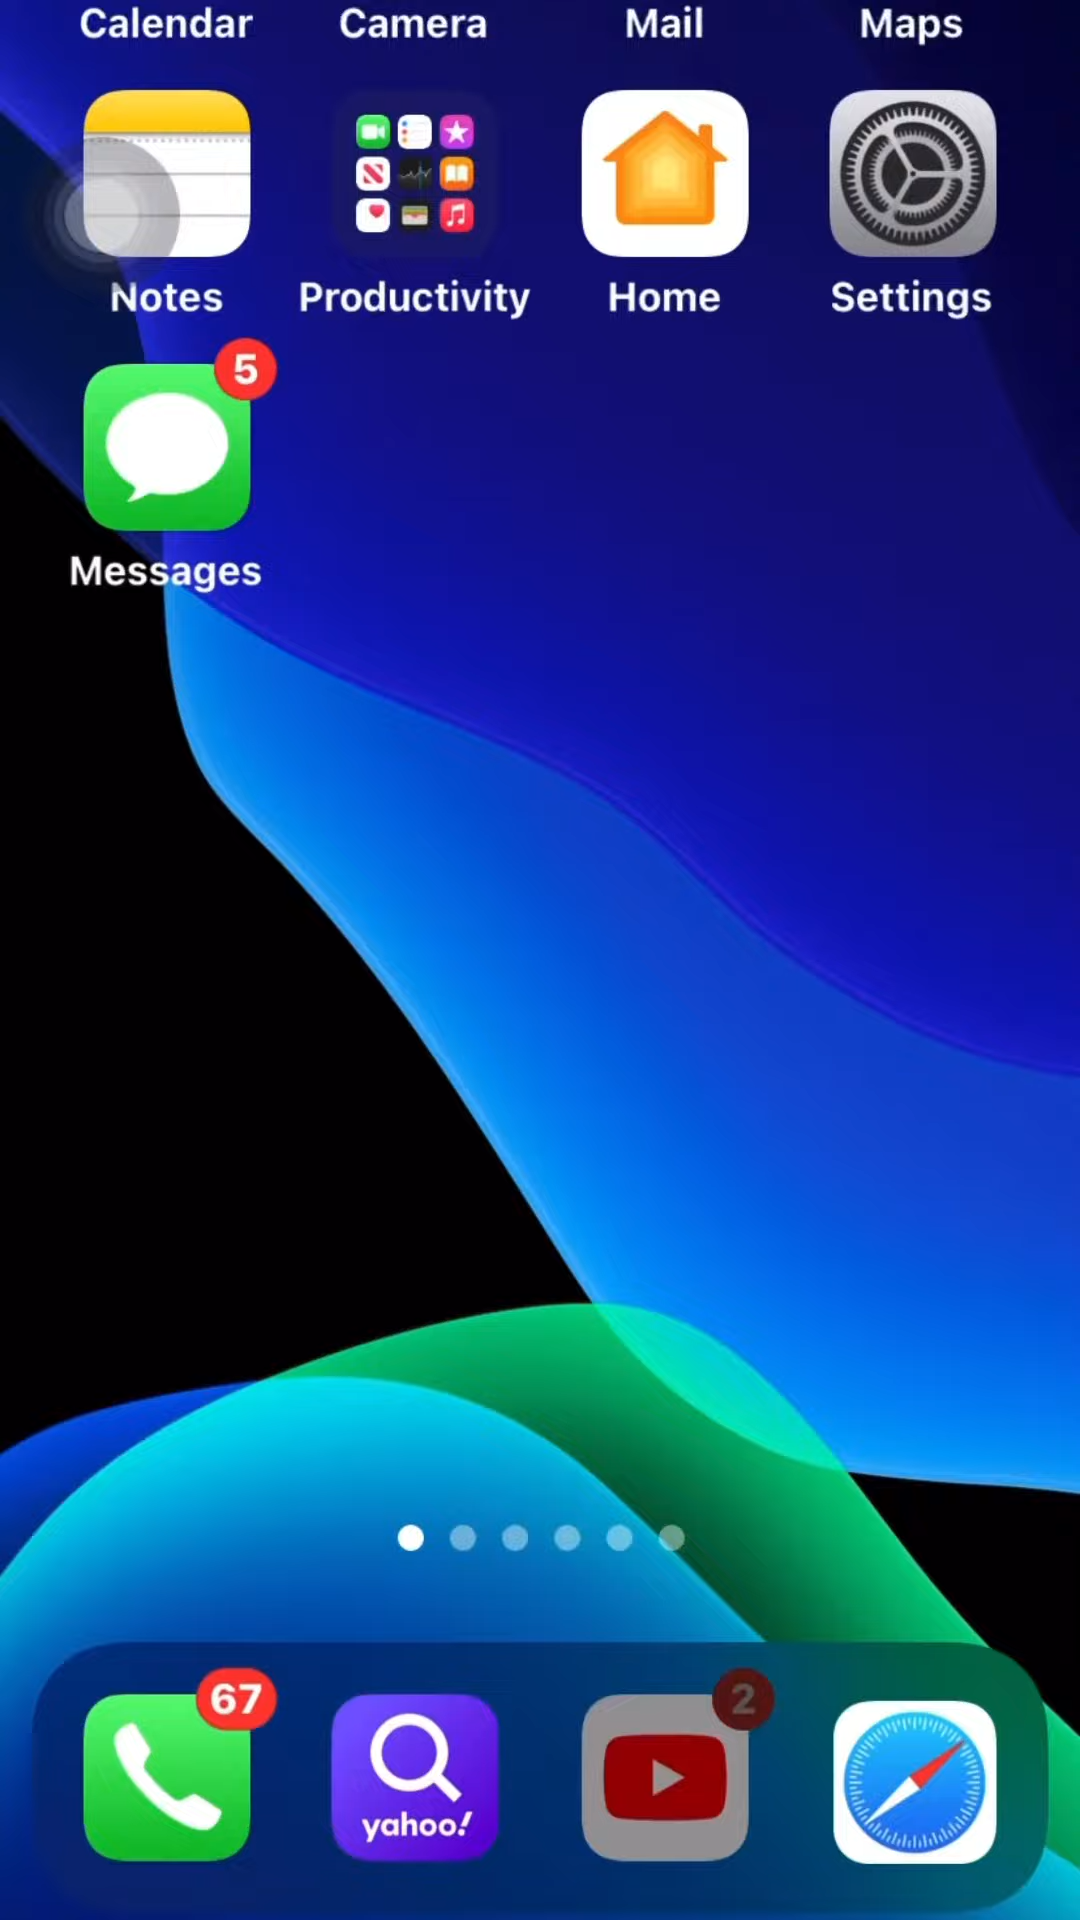 Calendar Camera Mail Maps
Notes Productivity Home Settings
5
Messages
67
2
yahoo!